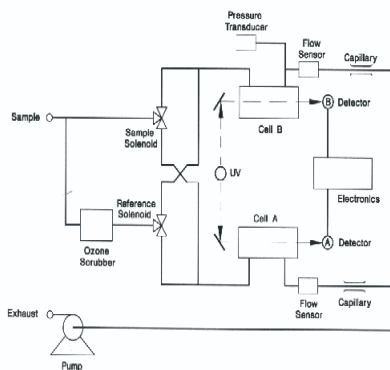 Pressure
Transducer
Flow
Sensor
Capillary
B
Detector
Sample
Sample
Solenoid
Cell B
UV
Electronics
Reference
Solenoid
Cell A
A
Detector
Ozone
Scrubber
Flow
Sensor
Capillary
Exhaust
Pump